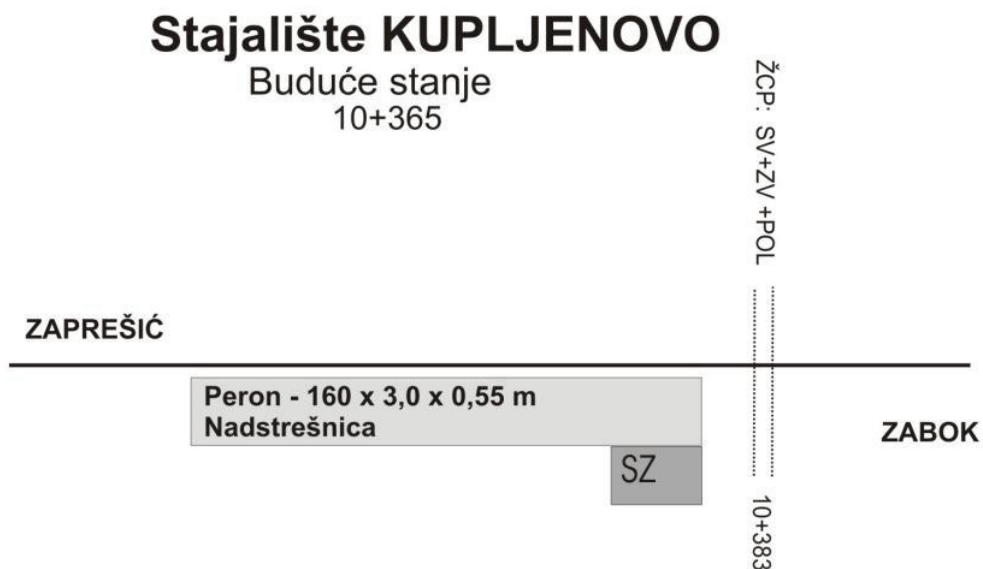 Stajalište KUPLJENOVO
Buduće stanje
10+365
ŽCP: SV+ZV +POL
ZAPREŠIĆ
Peron - 160 x 3,0 x 0,55 m
Nadstrešnica
ZABOK
SZ
10+383